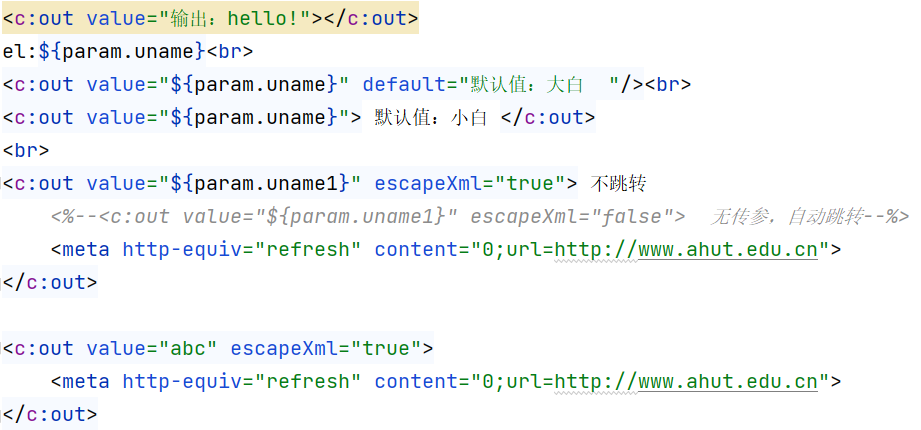 <c:out value="输出：hello!"></c:out>
el:${param.uname}<br>
<c:out value="${param.uname}" default="默认值：大白  "/><br>
<c:out value="${param.uname}"> 默认值：小白 </c:out>
<br>
<c:out value="${param.uname1}" escapeXml="true"> 不跳转
    <%--<c:out value="${param.uname1}" escapeXml="false">  无传参，自动跳转--%>
    <meta http-equiv="refresh" content="0;url=http://www.ahut.edu.cn">
</c:out>
<c:out value="abc" escapeXml="true">
    <meta http-equiv="refresh" content="0;url=http://www.ahut.edu.cn">
</c:out>